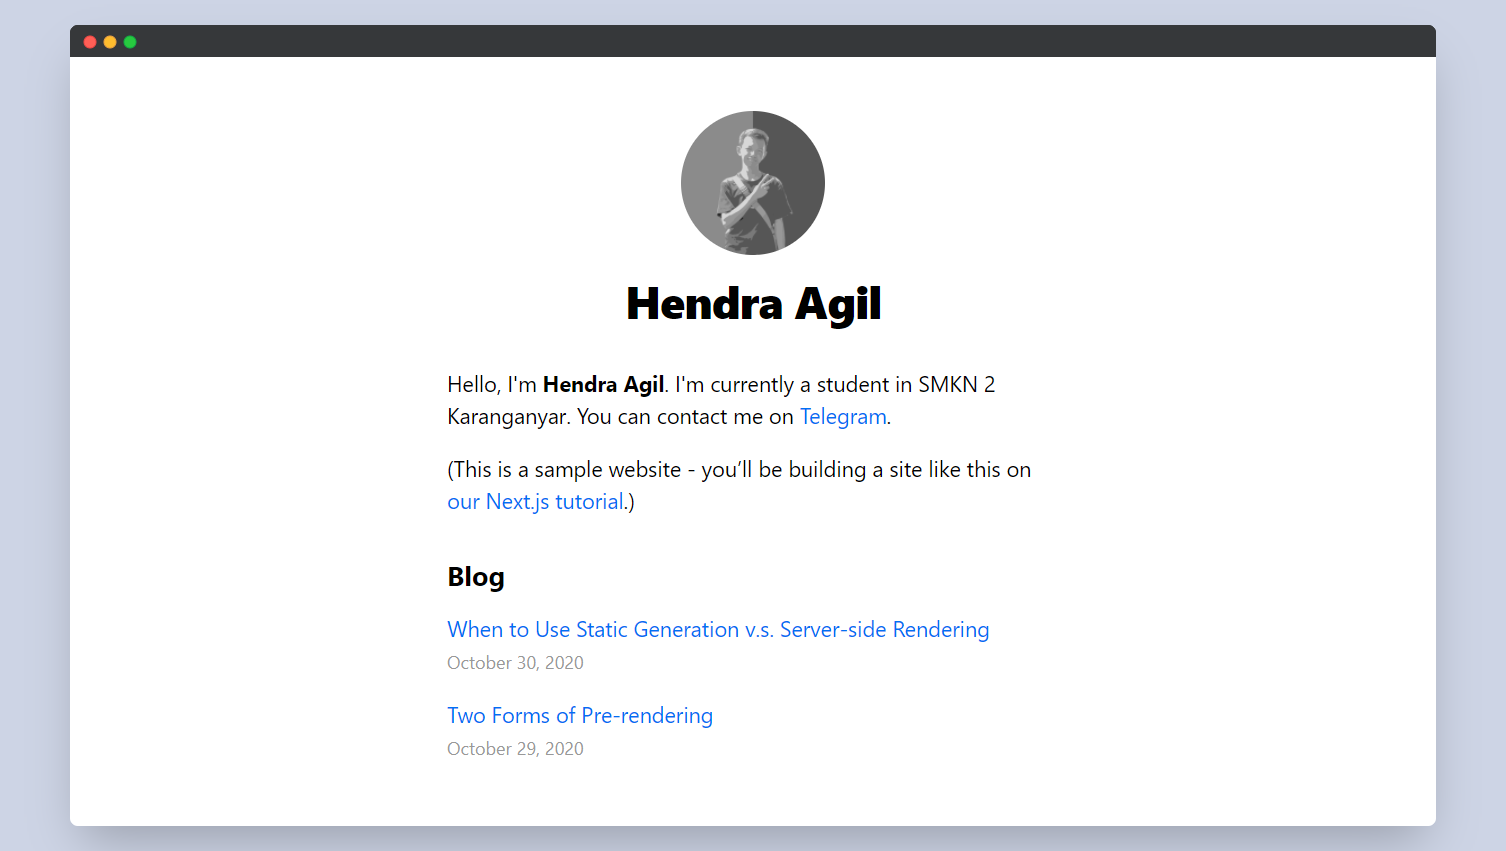 Hendra Agil
Hello, I'm Hendra Agil. I'm currently a student in SMKN 2
Karanganyar. You can contact me on Telegram.
(This is a sample website - you’ll be building a site like this on
our Next.js tutorial.)
Blog
When to Use Static Generation v.s. Server-side Rendering
October 30, 2020
Two Forms of Pre-rendering
October 29, 2020